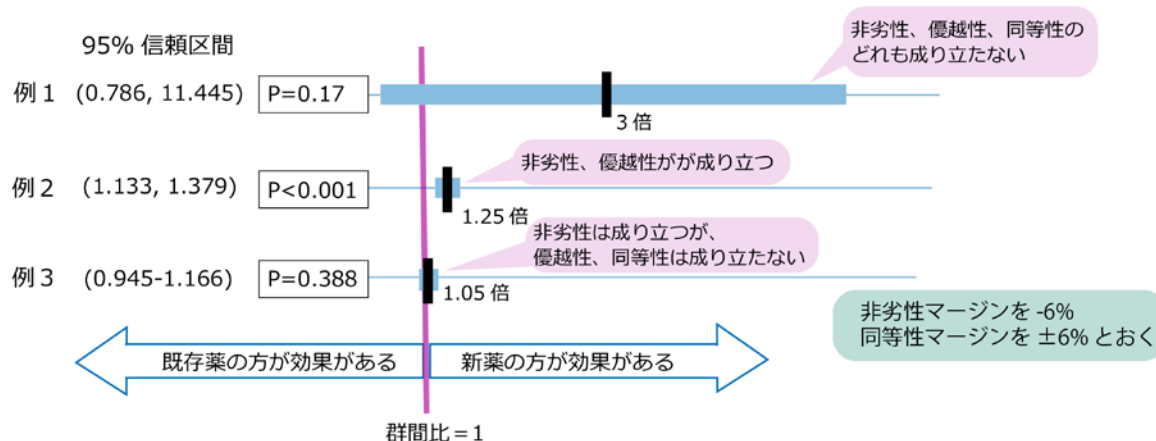 95% 信頼区間
非劣性、優越性、同等性の
どれも成り立たない
例1 (0.786, 11.445) P=0.17
3 倍
非劣性、優越性がが成り立つ
例2 (1.133, 1.379) P<0.001
1.25 倍
非劣性は成り立つが、
優越性、同等性は成り立たない
例3 (0.945-1.166) P=0.388
1.05 倍
非劣性マージンを -6%
同等性マージンを ±6% とおく
既存薬の方が効果がある
新薬の方が効果がある
群間比 = 1